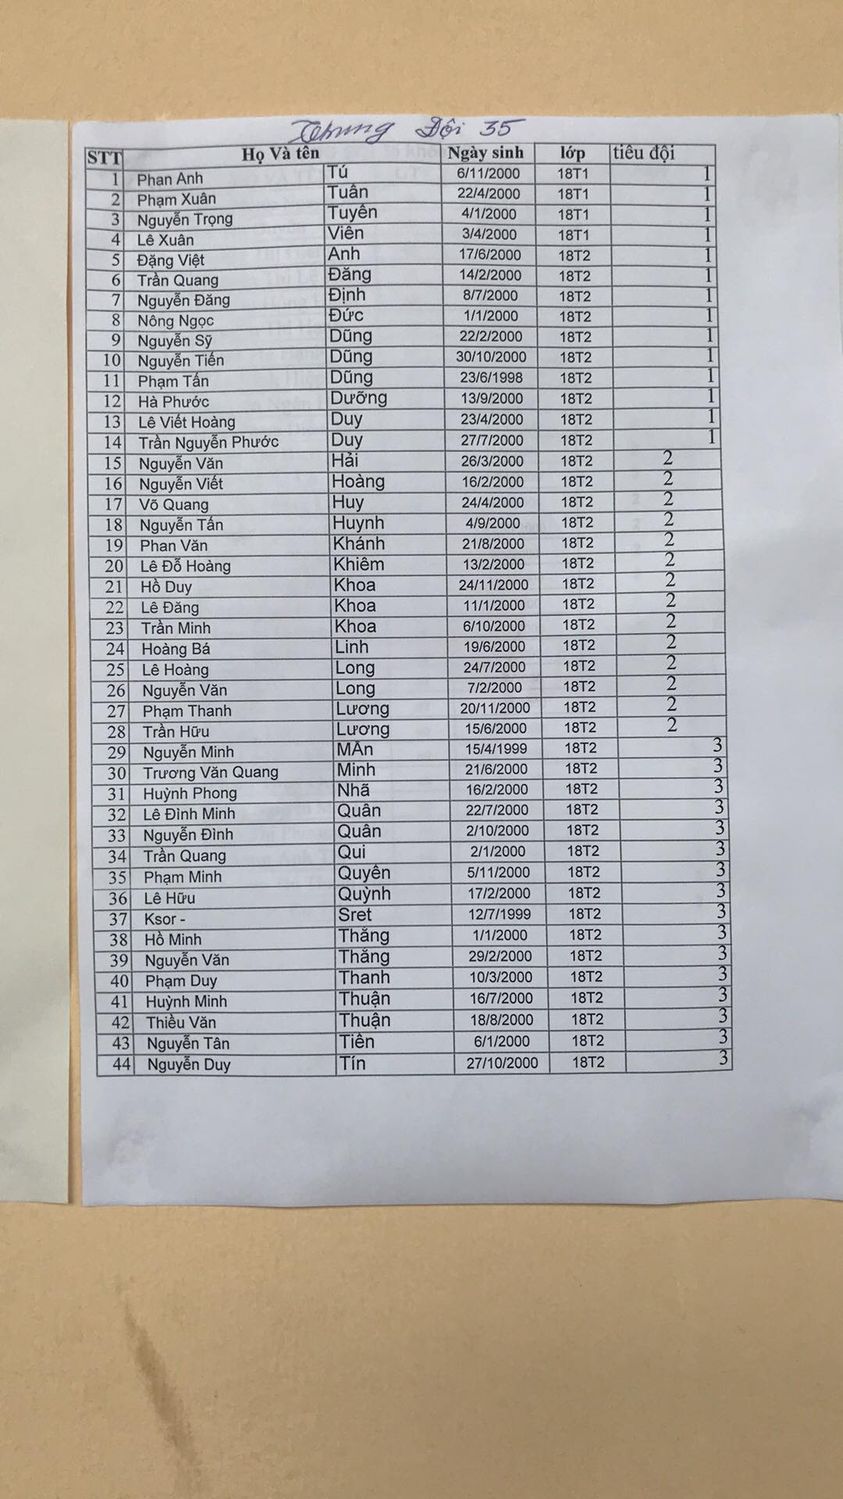 Trung Đội 35
STT Họ Và tên Ngày sinh lớp tiêu đội
1 Phan Anh Tú 6/11/2000 18T1 1
2 Phạm Xuân Tuân 22/4/2000 18T1 1
3 Nguyễn Trọng Tuyên 4/1/2000 18T1 1
4 Lê Xuân Viên 3/4/2000 18T1 1
5 Đặng Việt Anh 17/6/2000 18T2 1
6 Trần Quang Đăng 14/2/2000 18T2 1
7 Nguyễn Đăng Định 8/7/2000 18T2 1
8 Nông Ngọc Đức 1/1/2000 18T2 1
9 Nguyễn Sỹ Dũng 22/2/2000 18T2 1
10 Nguyễn Tiến Dũng 30/10/2000 18T2 1
11 Phạm Tấn Dũng 23/6/1998 18T2 1
12 Hà Phước Dưỡng 13/9/2000 18T2 1
13 Lê Viết Hoàng Duy 23/4/2000 18T2 1
14 Trần Nguyễn Phước Duy 27/7/2000 18T2 1
15 Nguyễn Văn Hải 26/3/2000 18T2 2
16 Nguyễn Viết Hoàng 16/2/2000 18T2 2
17 Võ Quang Huy 24/4/2000 18T2 2
18 Nguyễn Tấn Huynh 4/9/2000 18T2 2
19 Phan Văn Khánh 21/8/2000 18T2 2
20 Lê Đỗ Hoàng Khiêm 13/2/2000 18T2 2
21 Hồ Duy Khoa 24/11/2000 18T2 2
22 Lê Đăng Khoa 11/1/2000 18T2 2
23 Trần Minh Khoa 6/10/2000 18T2 2
24 Hoàng Bá Linh 19/6/2000 18T2 2
25 Lê Hoàng Long 24/7/2000 18T2 2
26 Nguyễn Văn Long 7/2/2000 18T2 2
27 Phạm Thanh Lương 20/11/2000 18T2 2
28 Trần Hữu Lương 15/6/2000 18T2 2
29 Nguyễn Minh MÂn 15/4/1999 18T2 3
30 Trương Văn Quang Minh 21/6/2000 18T2 3
31 Huỳnh Phong Nhã 16/2/2000 18T2 3
32 Lê Đình Minh Quân 22/7/2000 18T2 3
33 Nguyễn Đình Quân 2/10/2000 18T2 3
34 Trần Quang Qui 2/1/2000 18T2 3
35 Phạm Minh Quyên 5/11/2000 18T2 3
36 Lê Hữu Quỳnh 17/2/2000 18T2 3
37 Ksor - Sret 12/7/1999 18T2 3
38 Hồ Minh Thăng 1/1/2000 18T2 3
39 Nguyễn Văn Thăng 29/2/2000 18T2 3
40 Phạm Duy Thanh 10/3/2000 18T2 3
41 Huỳnh Minh Thuận 16/7/2000 18T2 3
42 Thiều Văn Thuận 18/8/2000 18T2 3
43 Nguyễn Tân Tiên 6/1/2000 18T2 3
44 Nguyễn Duy Tín 27/10/2000 18T2 3